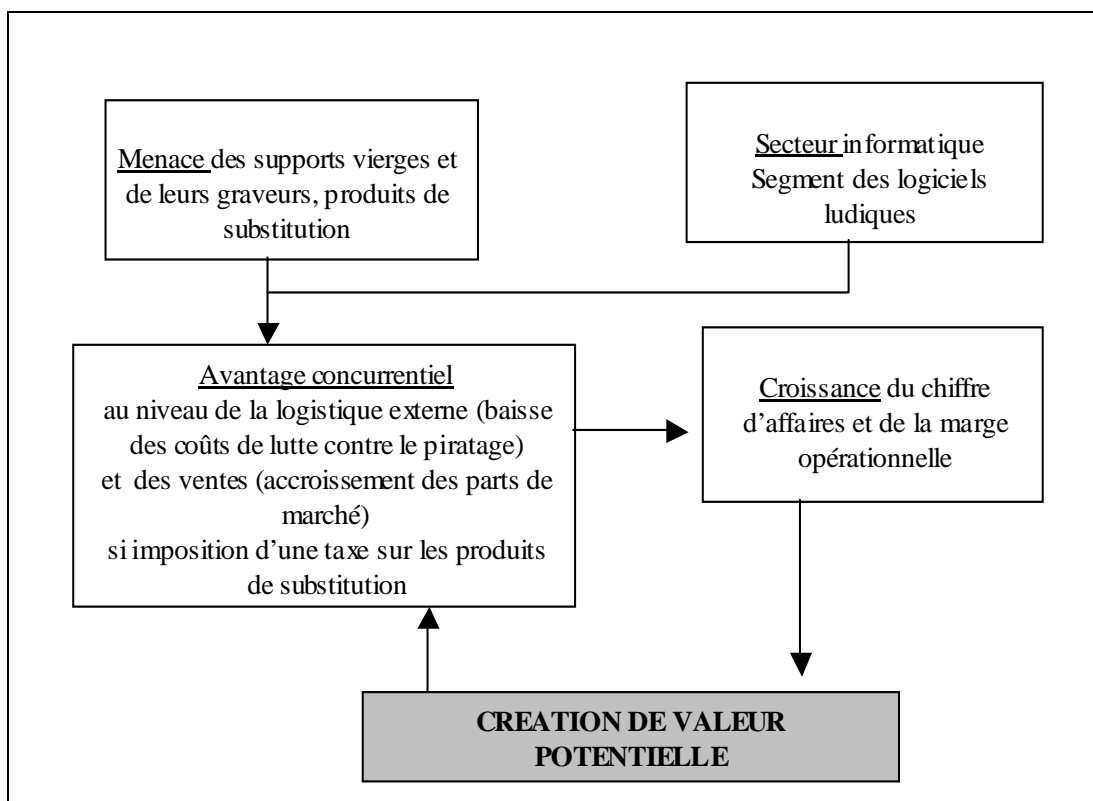 Menace des supports vierges et
de leurs graveurs, produits de
substitution
Secteur informatique
Segment des logiciels
ludiques
Avantage concurrentiel
au niveau de la logistique externe (baisse
des coûts de lutte contre le piratage)
et des ventes (accroissement des parts de
marché)
si imposition d'une taxe sur les produits
de substitution
Croissance du chiffre
d'affaires et de la marge
opérationnelle
CREATION DE VALEUR
POTENTIELLE